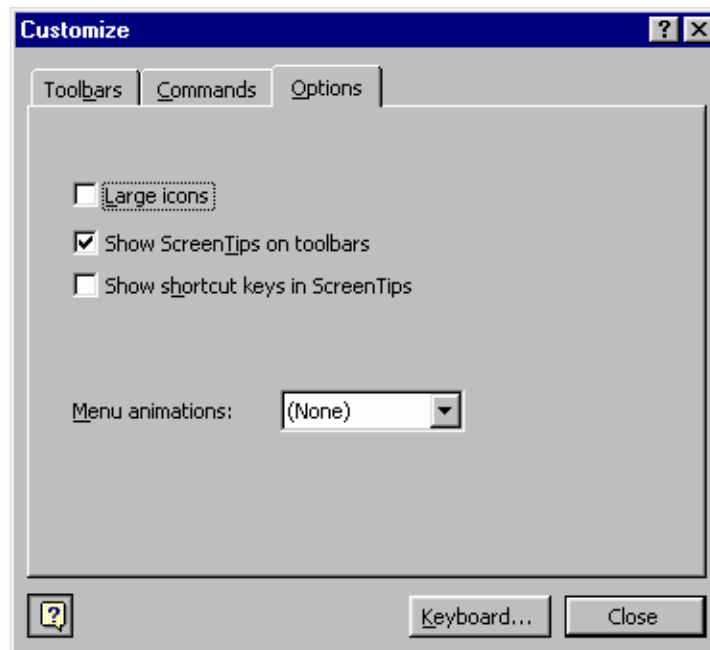 Customize
Toolbars Commands Options
Large icons
Show ScreenTips on toolbars
Show shortcut keys in ScreenTips
Menu animations: (None)
Keyboard... Close